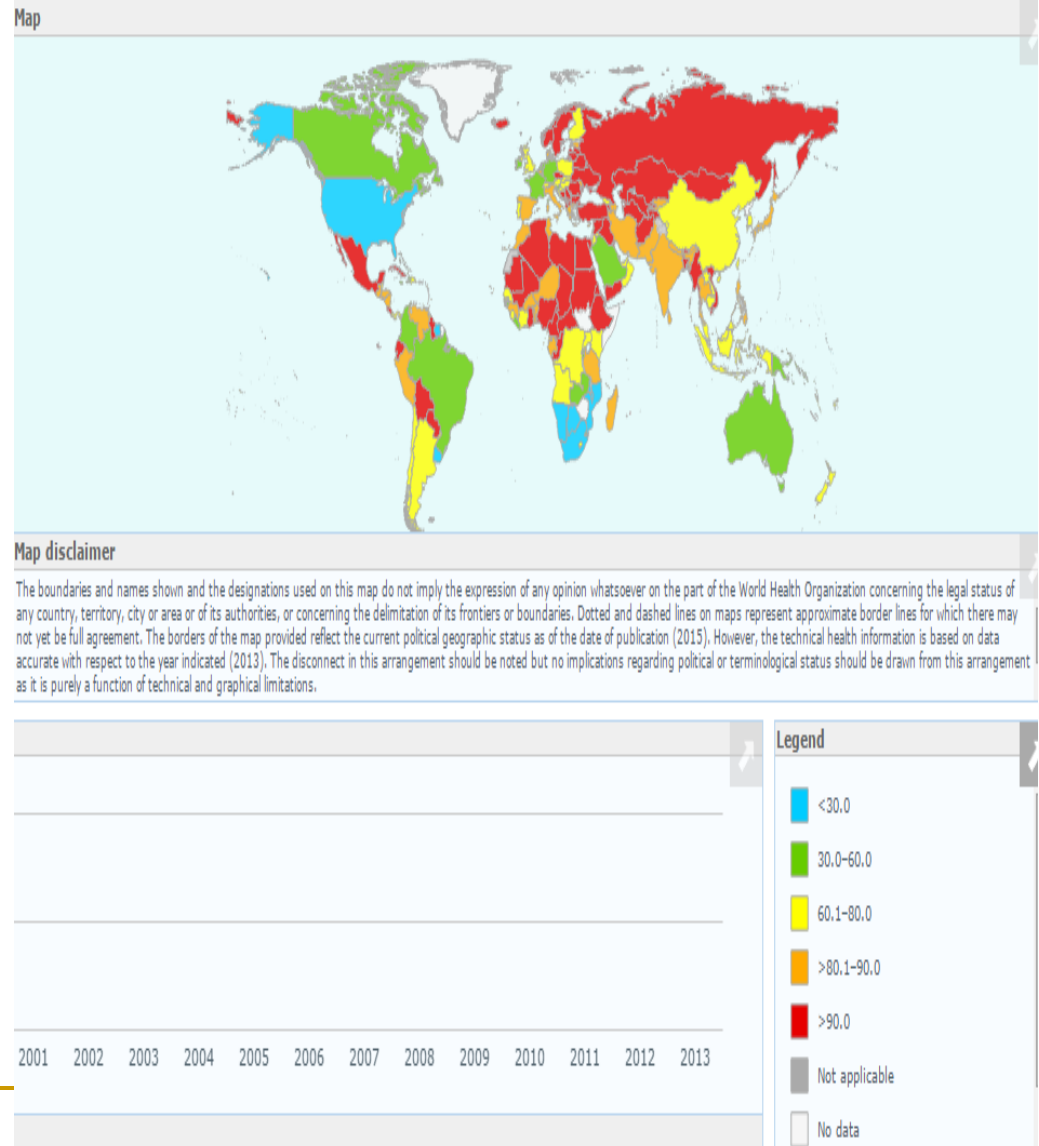 Map
Map disclaimer
The boundaries and names shown and the designations used on this map do not imply the expression of any opinion whatsoever on the part of the World Health Organization concerning the legal status of
any country, territory, city or area or of its authorities, or concerning the delimitation of its frontiers or boundaries. Dotted and dashed lines on maps represent approximate border lines for which there may
not yet be full agreement. The borders of the map provided reflect the current political geographic status as of the date of publication (2015). However, the technical health information is based on data
accurate with respect to the year indicated (2013). The disconnect in this arrangement should be noted but no implications regarding political or terminological status should be drawn from this arrangement
as it is purely a function of technical and graphical limitations.
Legend
<30.0
30.0–60.0
60.1–80.0
>80.1–90.0
>90.0
Not applicable
No data
2001 2002 2003 2004 2005 2006 2007 2008 2009 2010 2011 2012 2013